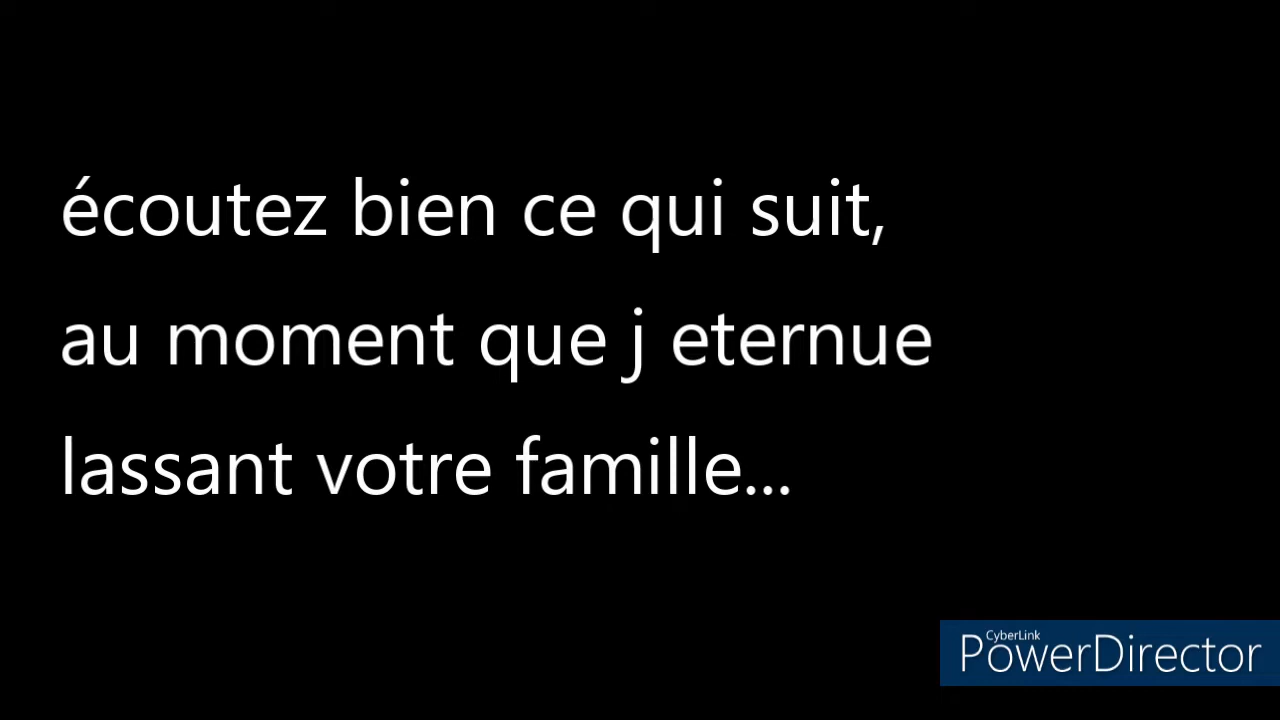 écoutez bien ce qui suit,
au moment que j eternue
lassant votre famille...
CyberLink
PowerDirector